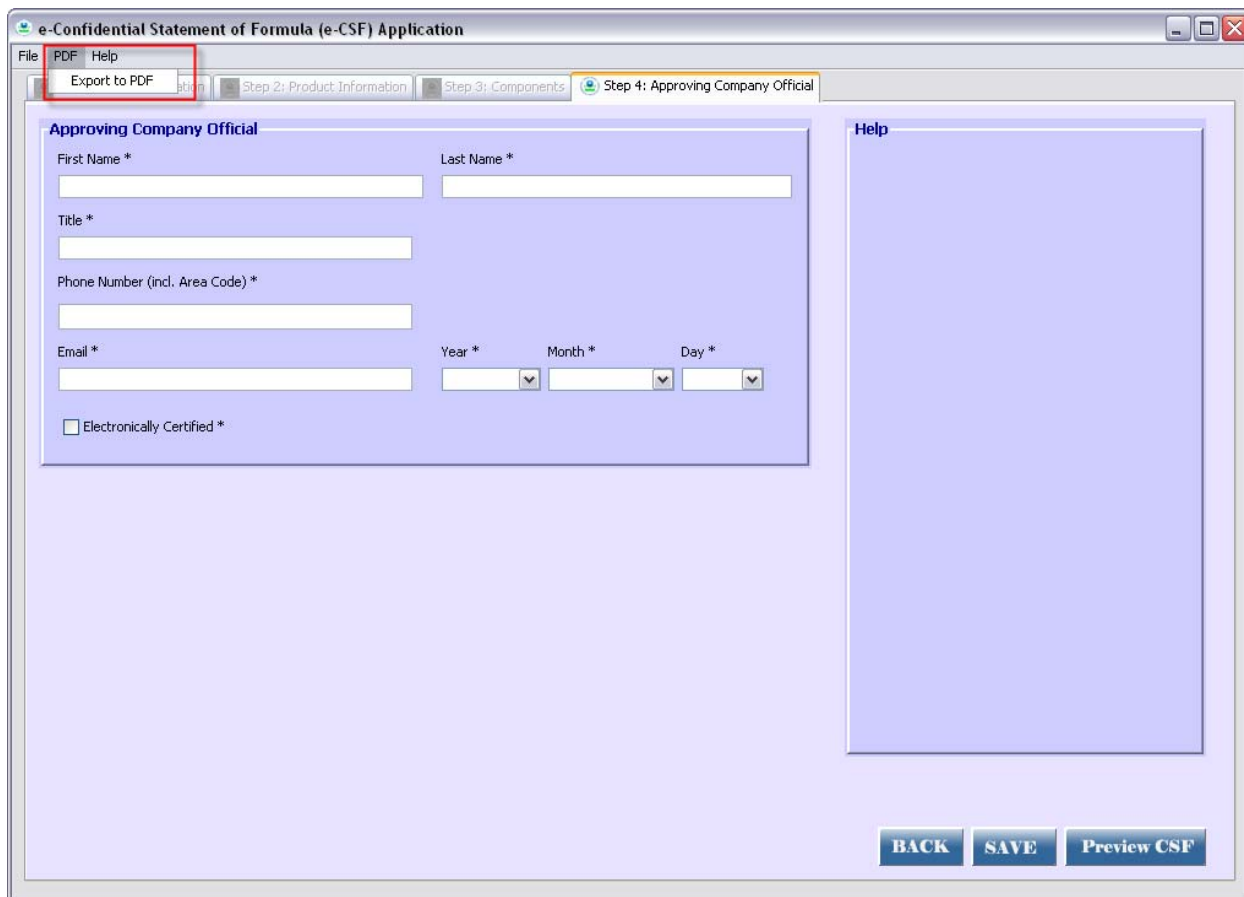 e-Confidential Statement of Formula (e-CSF) Application
File PDF Help
Export to PDF
Step 2: Product Information Step 3: Components Step 4: Approving Company Official
Approving Company Official
Help
First Name * Last Name *
Title *
Phone Number (incl. Area Code) *
Email * Year * Month * Day *
Electronically Certified *
BACK SAVE Preview CSF